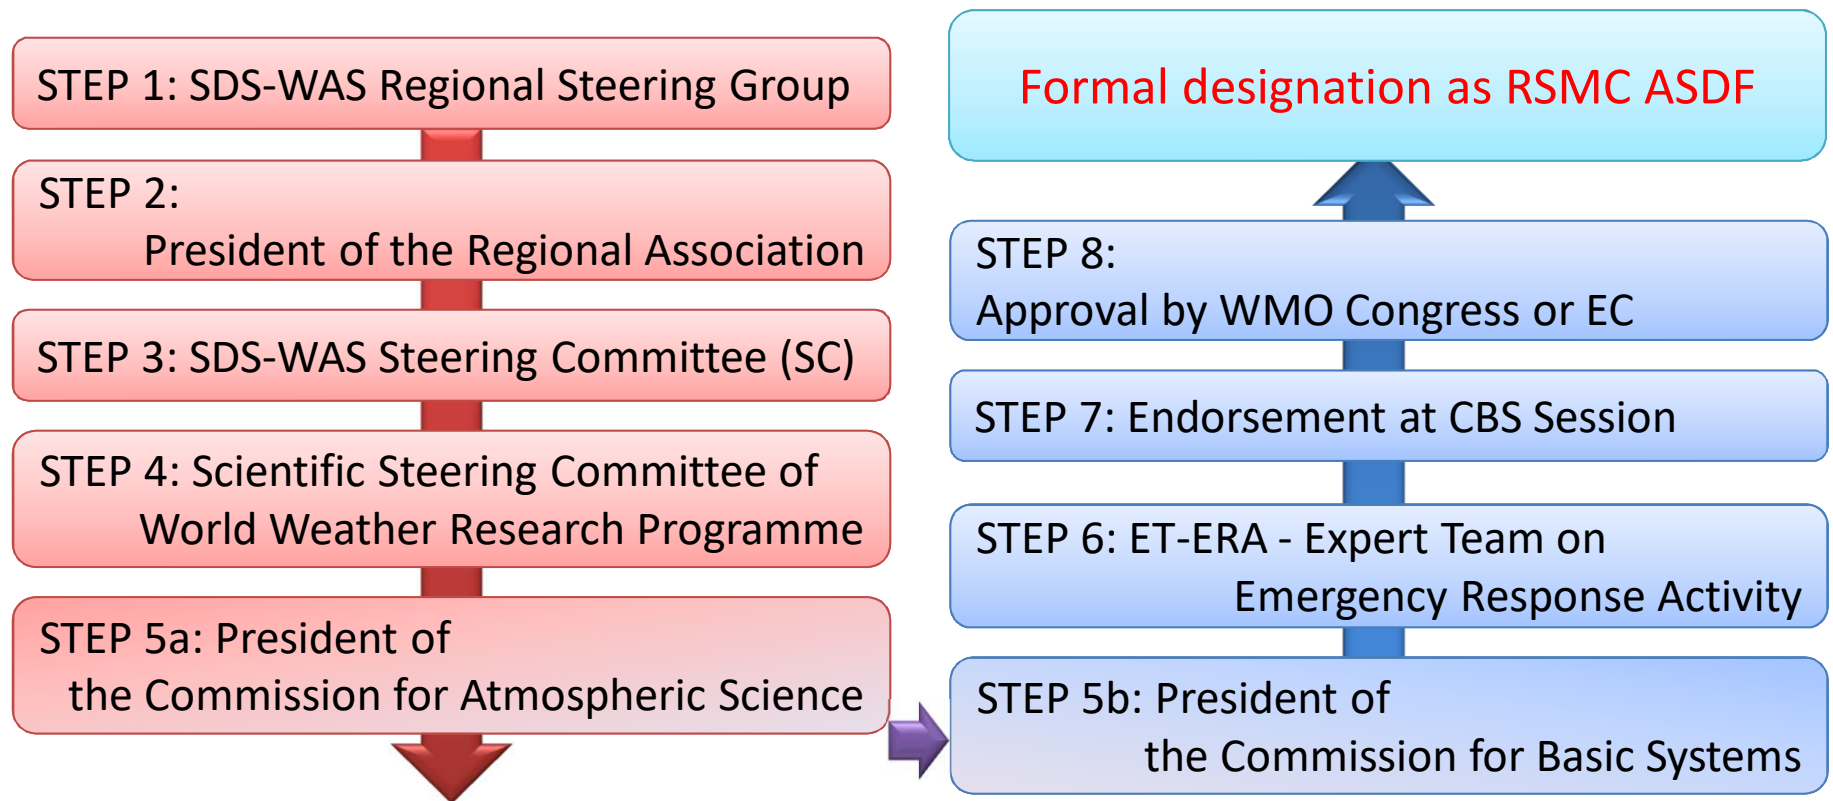 STEP 1: SDS-WAS Regional Steering Group
STEP 2:
President of the Regional Association
STEP 3: SDS-WAS Steering Committee (SC)
STEP 4: Scientific Steering Committee of
World Weather Research Programme
STEP 5a: President of
the Commission for Atmospheric Science
Formal designation as RSMC ASDF
STEP 8:
Approval by WMO Congress or EC
STEP 7: Endorsement at CBS Session
STEP 6: ET-ERA - Expert Team on
Emergency Response Activity
STEP 5b: President of
the Commission for Basic Systems